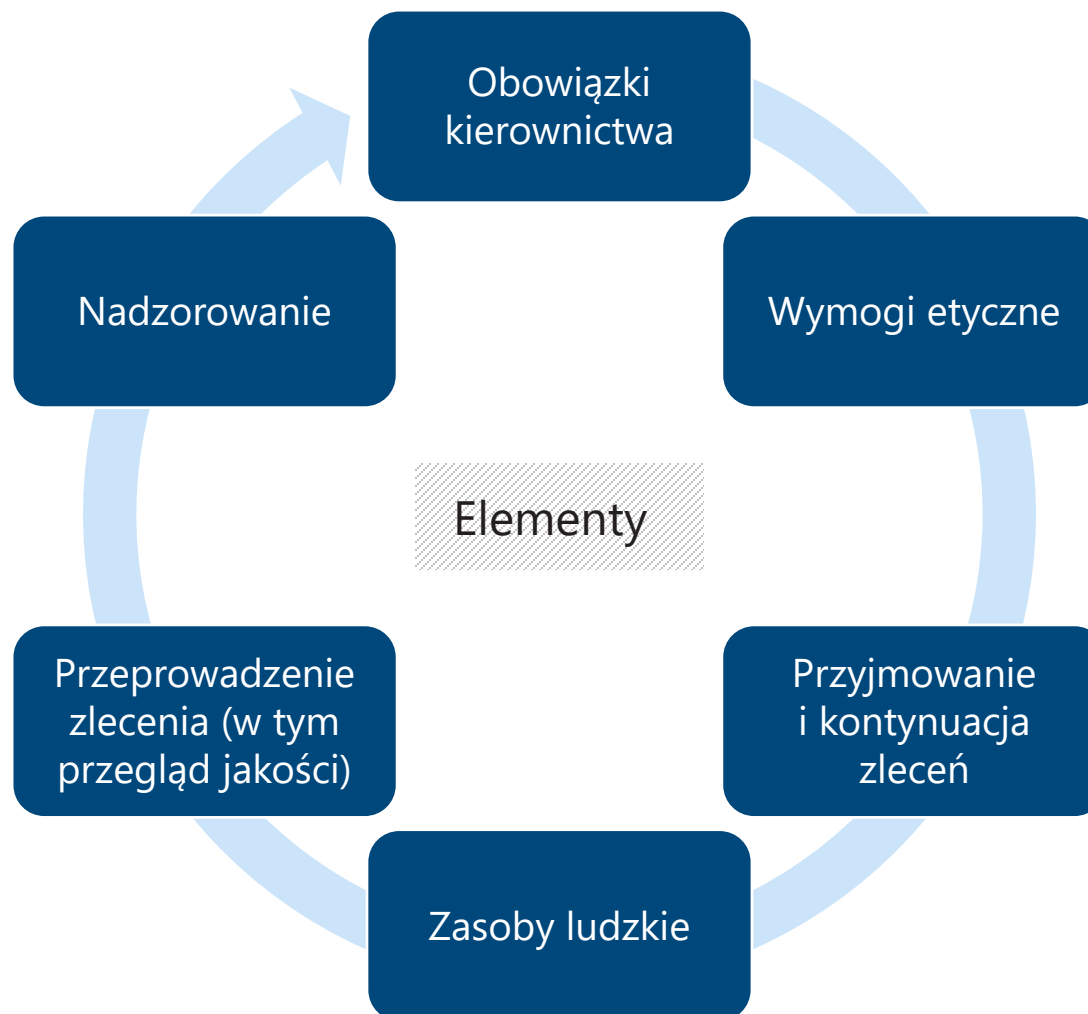 Obowiązki
kierownictwa
Wymogi etyczne
Przyjmowanie
i kontynuacja
zleceń
Zasoby ludzkie
Przeprowadzenie
zlecenia (w tym
przegląd jakości)
Nadzorowanie
Elementy